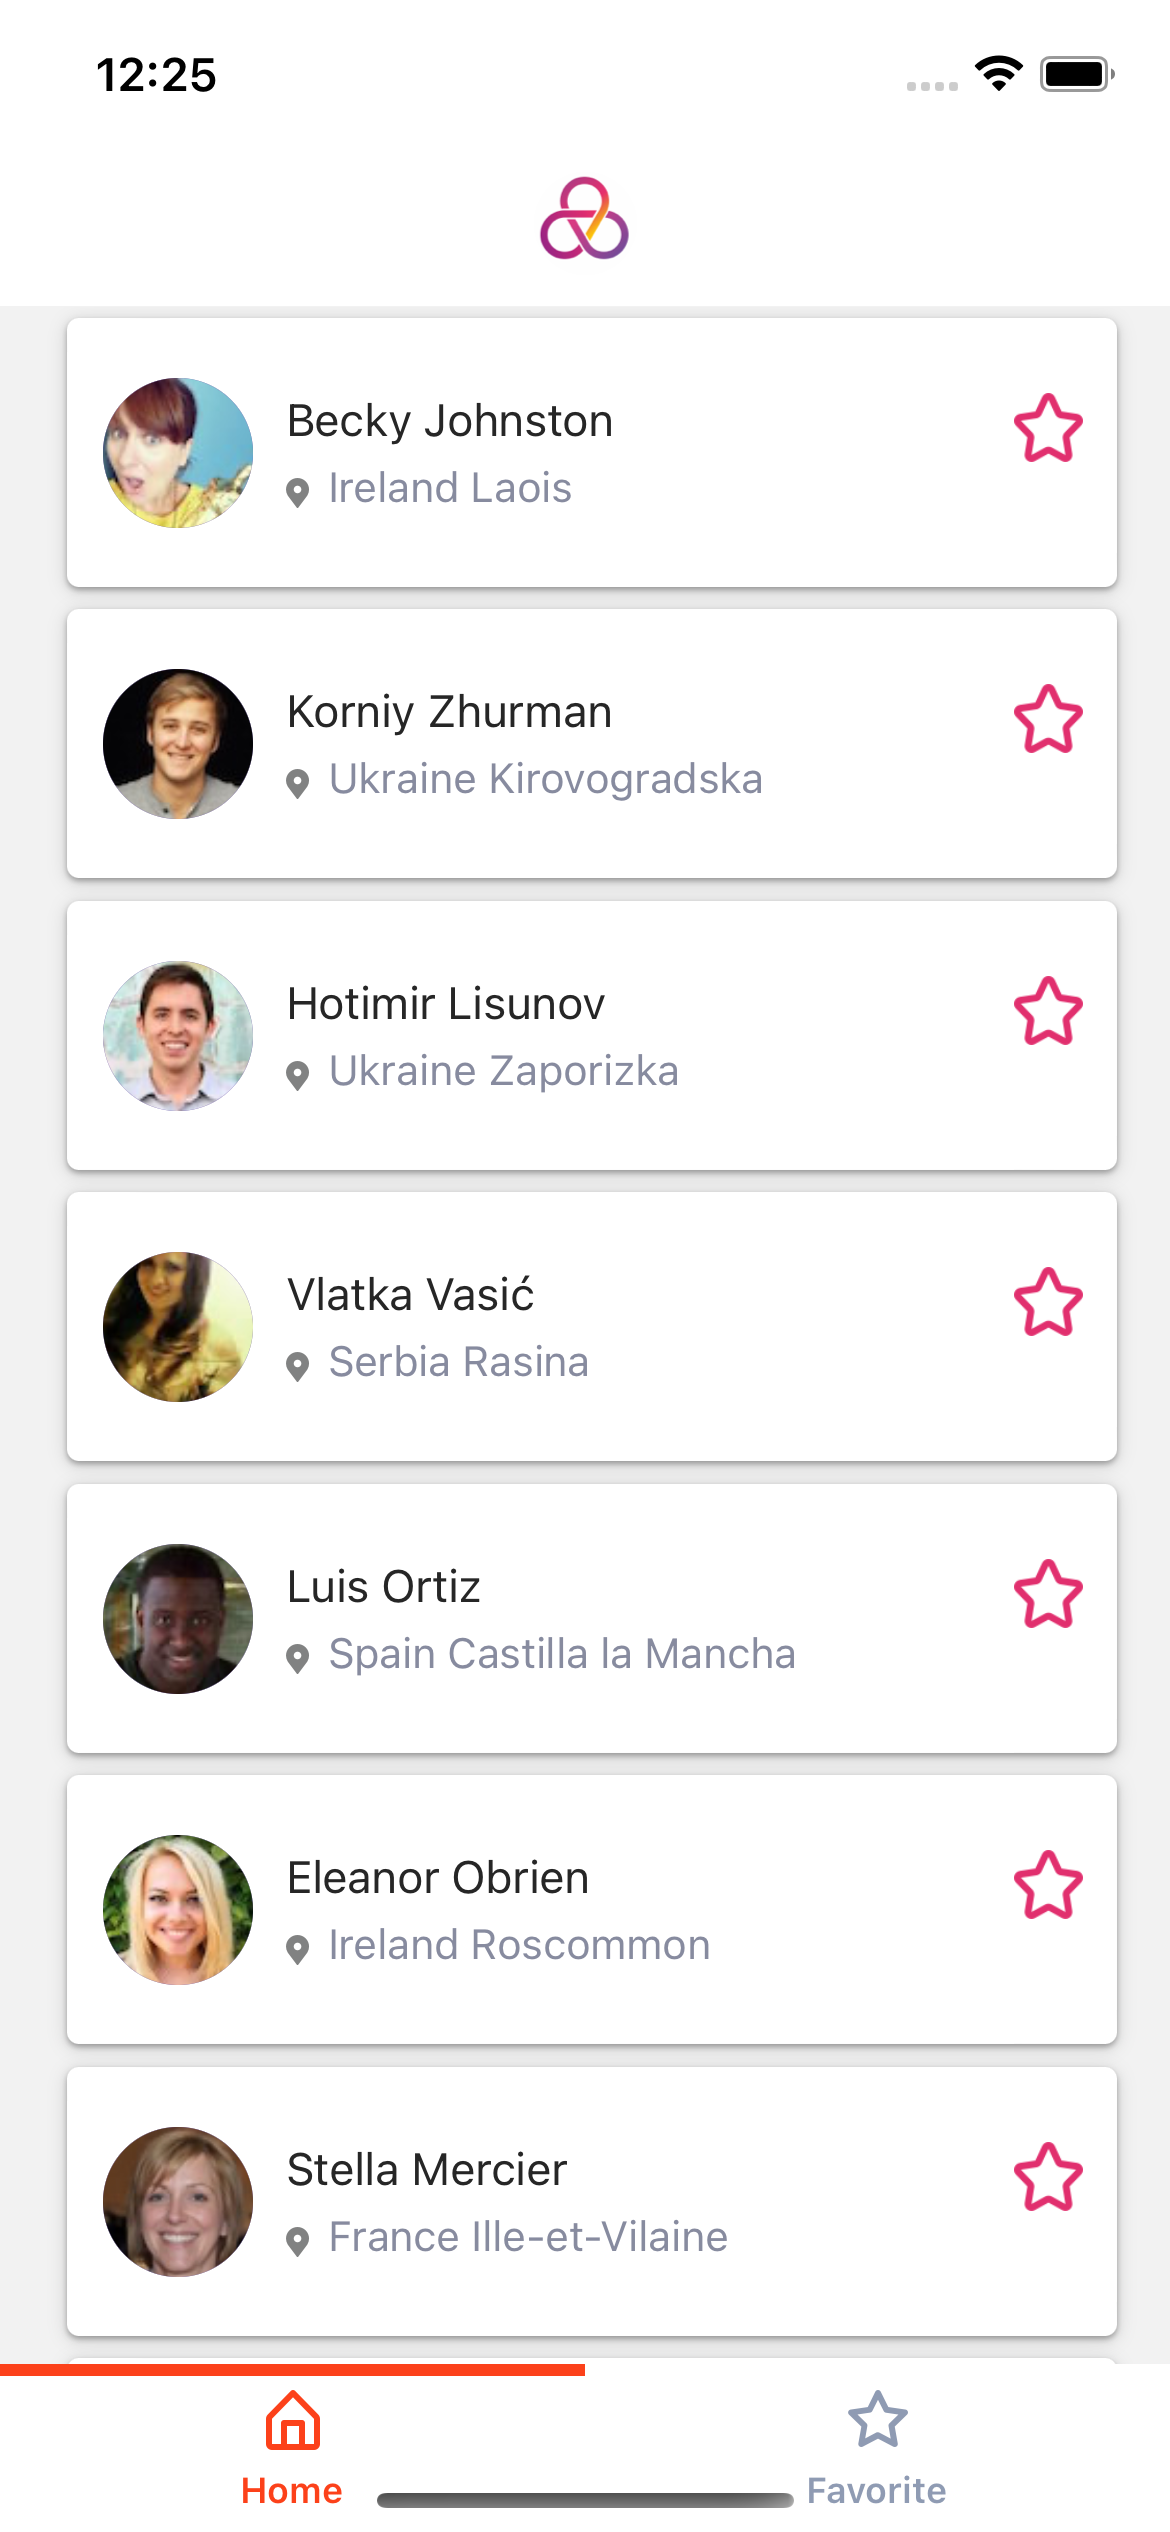 12:25
Becky Johnston
Ireland Laois
Korniy Zhurman
Ukraine Kirovogradska
Hotimir Lisunov
Ukraine Zaporizka
Vlatka Vasić
Serbia Rasina
Luis Ortiz
Spain Castilla la Mancha
Eleanor Obrien
Ireland Roscommon
Stella Mercier
France Ille-et-Vilaine
Home
Favorite